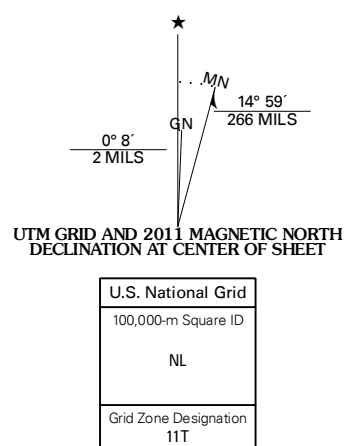 ★
MN
GN
14° 59´
266 MILS
0° 8´
2 MILS
UTM GRID AND 2011 MAGNETIC NORTH
DECLINATION AT CENTER OF SHEET
U.S. National Grid
100,000-m Square ID
NL
Grid Zone Designation
11T